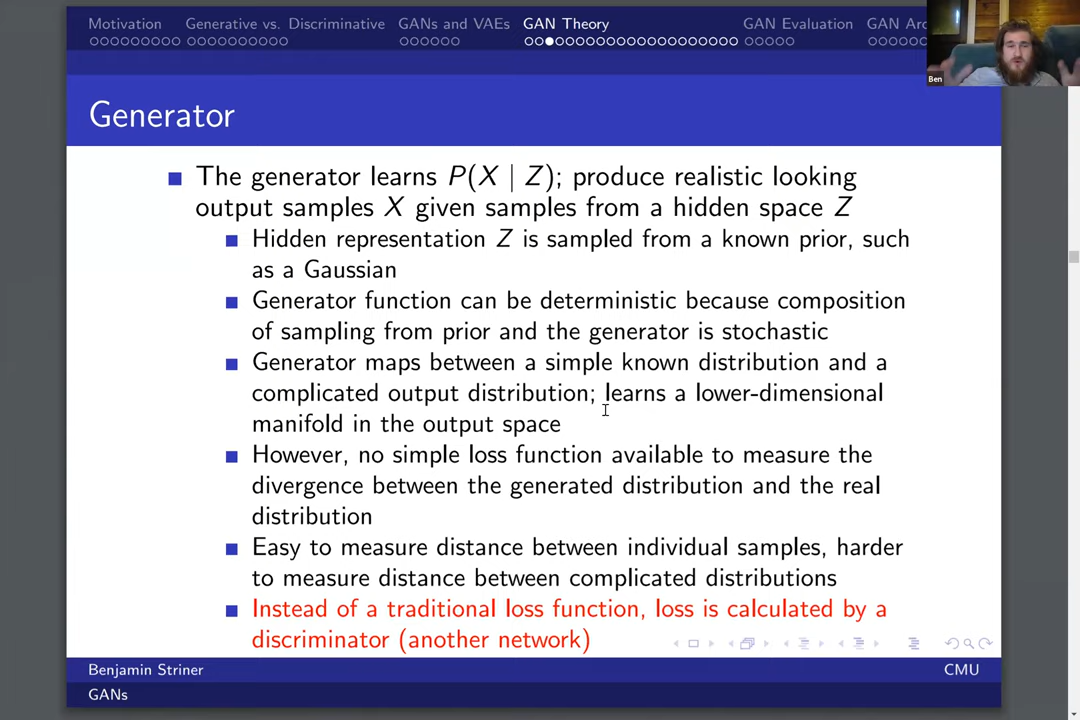 Motivation Generative vs. Discriminative GANs and VAEs GAN Theory GAN Evaluation GAN
Ben
Generator
The generator learns P(X | Z); produce realistic looking
output samples X given samples from a hidden space Z
Hidden representation Z is sampled from a known prior, such
as a Gaussian
Generator function can be deterministic because composition
of sampling from prior and the generator is stochastic
Generator maps between a simple known distribution and a
complicated output distribution; learns a lower-dimensional
manifold in the output space
However, no simple loss function available to measure the
divergence between the generated distribution and the real
distribution
Easy to measure distance between individual samples, harder
to measure distance between complicated distributions
Instead of a traditional loss function, loss is calculated by a
discriminator (another network)
Benjamin Striner CMU
GANs